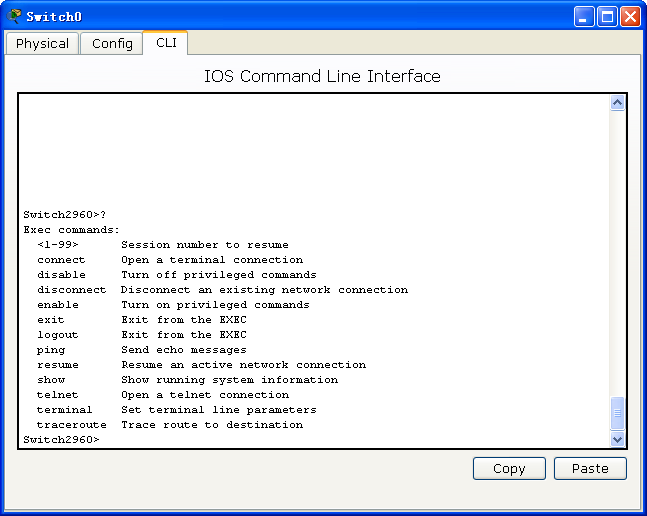 Switch0
Physical Config CLI
IOS Command Line Interface
Switch2960>?
Exec commands:
<1-99> Session number to resume
connect Open a terminal connection
disable Turn off privileged commands
disconnect Disconnect an existing network connection
enable Turn on privileged commands
exit Exit from the EXEC
logout Exit from the EXEC
ping Send echo messages
resume Resume an active network connection
show Show running system information
telnet Open a telnet connection
terminal Set terminal line parameters
traceroute Trace route to destination
Switch2960>
Copy Paste